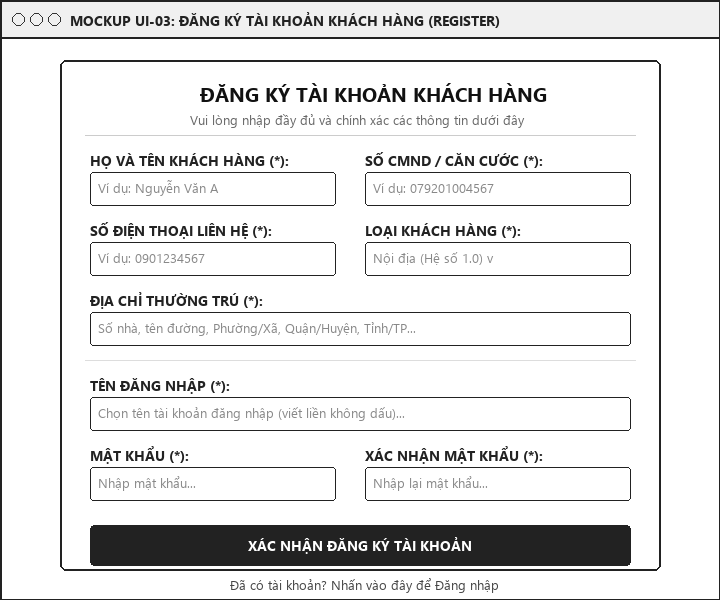 MOCKUP UI-03: ĐĂNG KÝ TÀI KHOẢN KHÁCH HÀNG (REGISTER)
ĐĂNG KÝ TÀI KHOẢN KHÁCH HÀNG
Vui lòng nhập đầy đủ và chính xác các thông tin dưới đây
HỌ VÀ TÊN KHÁCH HÀNG (*):
SỐ CMND / CĂN CƯỚC (*):
Ví dụ: Nguyễn Văn A
Ví dụ: 079201004567
SỐ ĐIỆN THOẠI LIÊN HỆ (*):
LOẠI KHÁCH HÀNG (*):
Ví dụ: 0901234567
Nội địa (Hệ số 1.0) v
ĐỊA CHỈ THƯỜNG TRÚ (*):
Số nhà, tên đường, Phường/Xã, Quận/Huyện, Tỉnh/TP...
TÊN ĐĂNG NHẬP (*):
Chọn tên tài khoản đăng nhập (viết liền không dấu)...
MẬT KHẨU (*):
XÁC NHẬN MẬT KHẨU (*):
Nhập mật khẩu...
Nhập lại mật khẩu...
XÁC NHẬN ĐĂNG KÝ TÀI KHOẢN
Đã có tài khoản? Nhấn vào đây để Đăng nhập